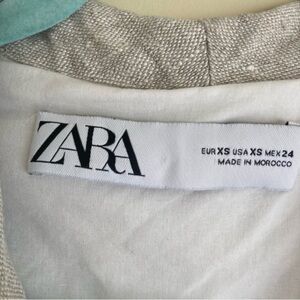 ZARA
EUR XS USA XS MEX 24
MADE IN MOROCCO